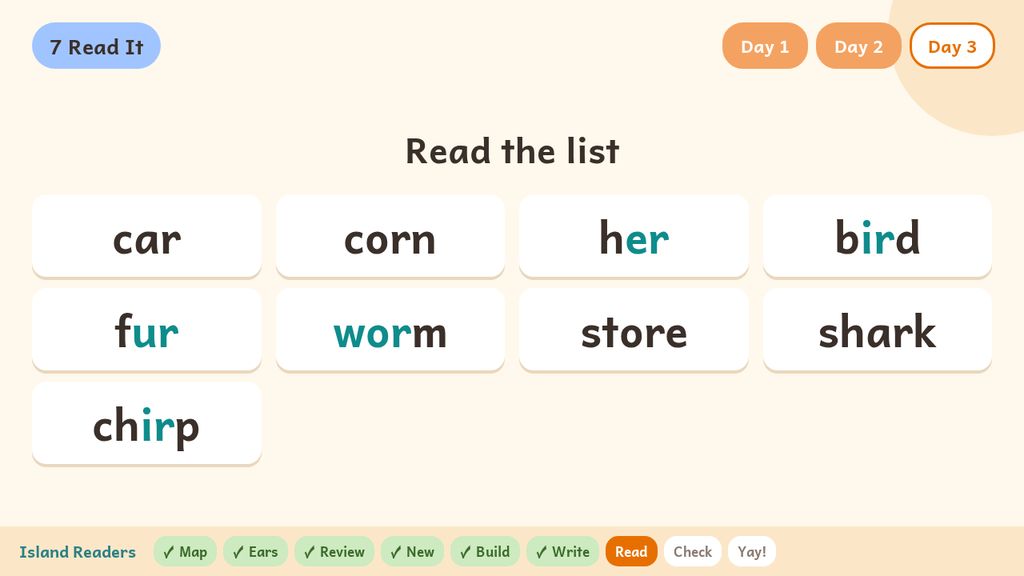 7 Read It
Day 1 Day 2 Day 3
Read the list
car corn her bird
fur worm store shark
chirp
Island Readers ✓ Map ✓ Ears ✓ Review ✓ New ✓ Build ✓ Write Read Check Yay!